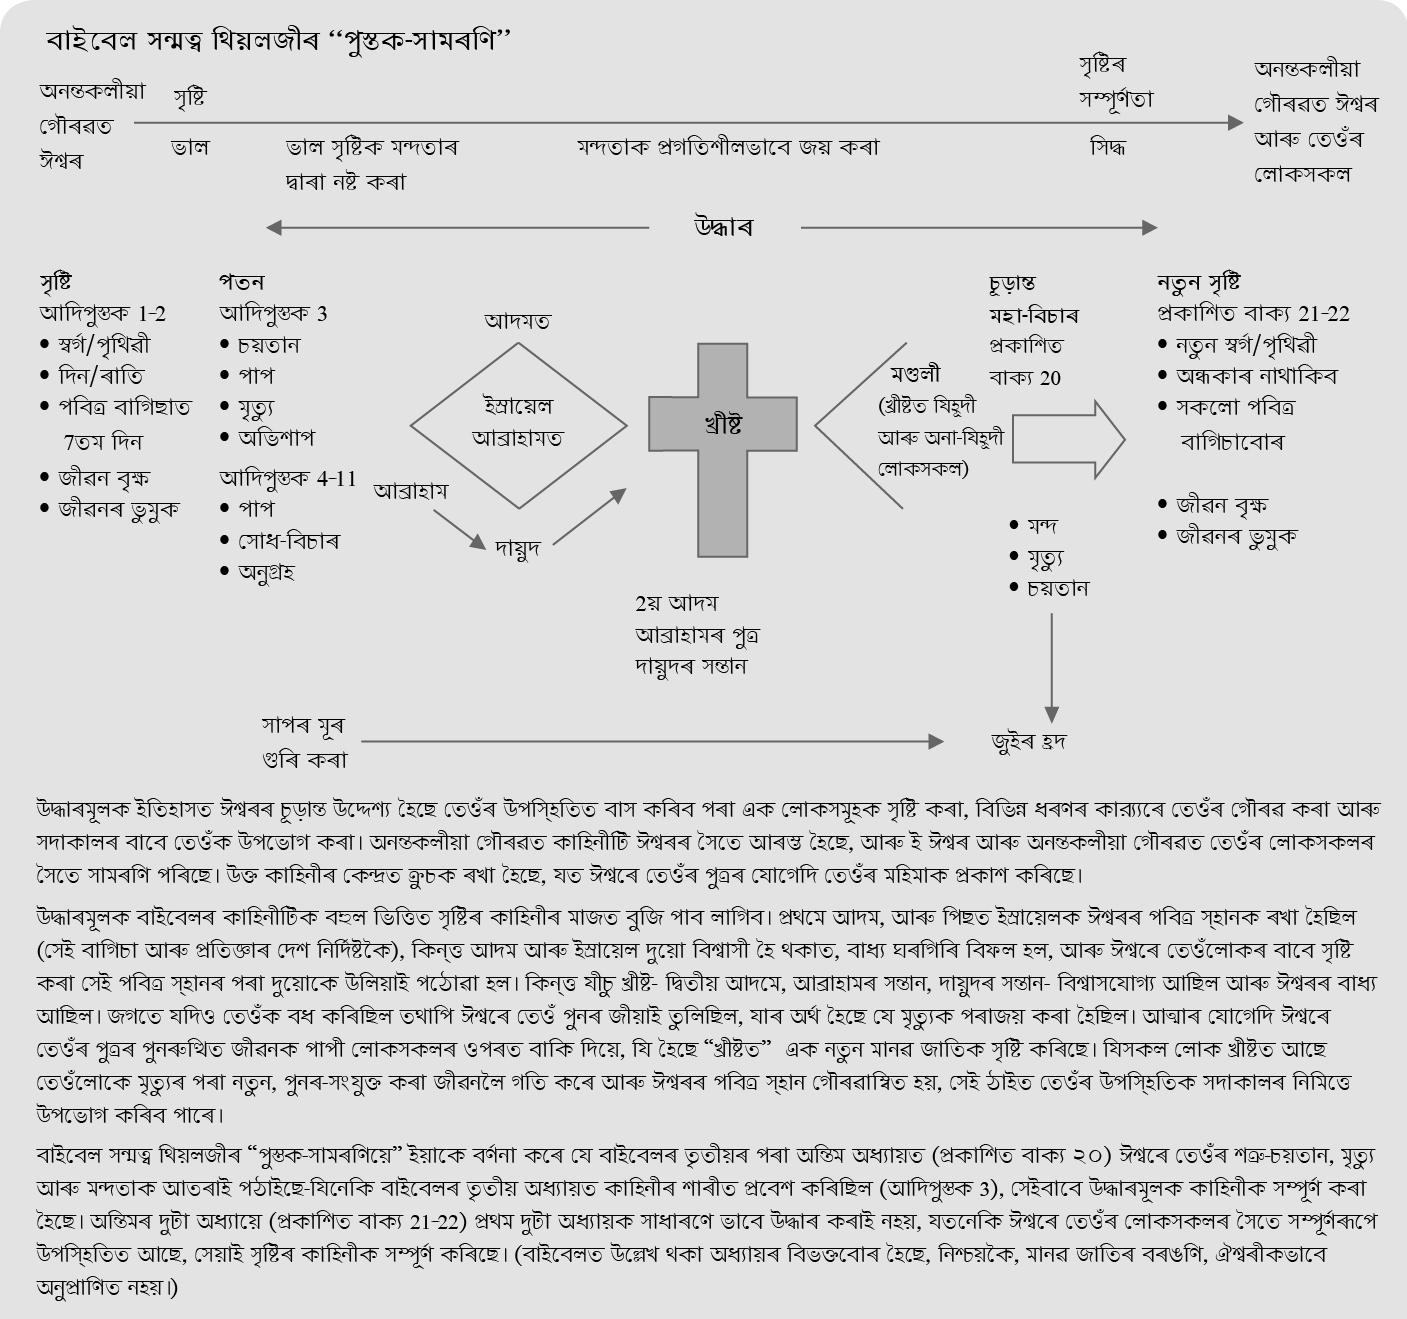 বাইবেল সন্মত্ব থিয়লজীৰ “পুস্তক-সামৰণি”
অনন্তকলীয়া
গৌৰৱত
ঈশ্বৰ
সৃষ্টি
ভাল
ভাল সৃষ্টিক মন্দতাৰ
দ্বাৰা নষ্ট কৰা
মন্দতাক প্ৰগতিশীলভাবে জয় কৰা
সৃষ্টিৰ
সম্পূৰ্ণতা
সিদ্ধ
অনন্তকলীয়া
গৌৰৱত ঈশ্বৰ
আৰু তেওঁৰ
লোকসকল
উদ্ধাৰ
সৃষ্টি
আদিপুস্তক 1-2
• স্বৰ্গ/পৃথিৱী
• দিন/ৰাতি
• পবিত্ৰ বাগিছাত
7তম দিন
• জীৱন বৃক্ষ
• জীৱনৰ ভুমুক
পতন
আদিপুস্তক 3
• চয়তান
• পাপ
• মৃত্যু
• অভিশাপ
আদিপুস্তক 4-11
• পাপ
• সোধ-বিচাৰ
• অনুগ্ৰহ
আদমত
ইস্ৰায়েল
আব্ৰাহামত
আব্ৰাহাম
দায়ুদ
খ্ৰীষ্ট
2য় আদম
আব্ৰাহামৰ পুত্ৰ
দায়ুদৰ সন্তান
মণ্ডলী
(খ্ৰীষ্টত যিহূদী
আৰু অনা-যিহূদী
লোকসকল)
চূড়ান্ত
মহা-বিচাৰ
প্ৰকাশিত
বাক্য 20
• মন্দ
• মৃত্যু
• চয়তান
নতুন সৃষ্টি
প্ৰকাশিত বাক্য 21-22
• নতুন স্বৰ্গ/পৃথিৱী
• অন্ধকাৰ নাথাকিব
• সকলো পবিত্ৰ
বাগিচাবোৰ
• জীৱন বৃক্ষ
• জীৱনৰ ভুমুক
সাপৰ মূৰ
গুৰি কৰা
জুইৰ হ্ৰদ
উদ্ধাৰমূলক ইতিহাসত ঈশ্বৰৰ চূড়ান্ত উদ্দেশ্য হৈছে তেওঁৰ উপস্হিতিত বাস কৰিব পৰা এক লোকসমূহক সৃষ্টি কৰা, বিভিন্ন ধৰণৰ কাৰ্য্যৰে তেওঁৰ গৌৰৱ কৰা আৰু
সদাকালৰ বাবে তেওঁক উপভোগ কৰা। অনন্তকলীয়া গৌৰৱত কাহিনীটি ঈশ্বৰৰ সৈতে আৰম্ভ হৈছে, আৰু ই ঈশ্বৰ আৰু অনন্তকলীয়া গৌৰৱত তেওঁৰ লোকসকলৰ
সৈতে সামৰণি পৰিছে। উক্ত কাহিনীৰ কেন্দ্ৰত ক্ৰুচক ৰখা হৈছে, যত ঈশ্বৰে তেওঁৰ পুত্ৰৰ যোগেদি তেওঁৰ মহিমাক প্ৰকাশ কৰিছে।
উদ্ধাৰমূলক বাইবেলৰ কাহিনীটিক বহুল ভিত্তিত সৃষ্টিৰ কাহিনীৰ মাজত বুজি পাব লাগিব। প্ৰথমে আদম, আৰু পিছত ইস্ৰায়েলক ঈশ্বৰৰ পবিত্ৰ স্হানক ৰখা হৈছিল
(সেই বাগিচা আৰু প্ৰতিজ্ঞাৰ দেশ নিৰ্দিষ্টকৈ), কিন্ত্ত আদম আৰু ইস্ৰায়েল দুয়ো বিশ্বাসী হৈ থকাত, বাধ্য ঘৰগিৰি বিফল হল, আৰু ঈশ্বৰে তেওঁলোকৰ বাবে সৃষ্টি
কৰা সেই পবিত্ৰ স্হানৰ পৰা দুয়োকে উলিয়াই পঠোৱা হল। কিন্ত্ত যীচু খ্ৰীষ্ট- দ্বিতীয় আদমে, আব্ৰাহামৰ সন্তান, দায়ুদৰ সন্তান- বিশ্বাসযোগ্য আছিল আৰু ঈশ্বৰৰ বাধ্য
আছিল। জগতে যদিও তেওঁক বধ কৰিছিল তথাপি ঈশ্বৰে তেওঁ পুনৰ জীয়াই তুলিছিল, যাৰ অৰ্থ হৈছে যে মৃত্যুক পৰাজয় কৰা হৈছিল। আত্মাৰ যোগেদি ঈশ্বৰে
তেওঁৰ পুত্ৰৰ পুনৰুত্থিত জীৱনক পাপী লোকসকলৰ ওপৰত বাকি দিয়ে, যি হৈছে “খ্ৰীষ্টত” এক নতুন মানৱ জাতিক সৃষ্টি কৰিছে। যিসকল লোক খ্ৰীষ্টত আছে
তেওঁলোকে মৃত্যুৰ পৰা নতুন, পুনৰ-সংযুক্ত কৰা জীৱনলৈ গতি কৰে আৰু ঈশ্বৰৰ পবিত্ৰ স্হান গৌৰৱাম্বিত হয়, সেই ঠাইত তেওঁৰ উপস্হিতিক সদাকালৰ নিমিত্তে
উপভোগ কৰিব পাৰে।
বাইবেল সন্মত্ব থিয়লজীৰ “পুস্তক-সামৰণিয়ে” ইয়াকে বৰ্ণনা কৰে যে বাইবেলৰ তৃতীয়ৰ পৰা অন্তিম অধ্যায়ত (প্ৰকাশিত বাক্য ২০) ঈশ্বৰে তেওঁৰ শত্ৰু-চয়তান, মৃত্যু
আৰু মন্দতাক আতৰাই পঠাইছে-যিনেকি বাইবেলৰ তৃতীয় অধ্যায়ত কাহিনীৰ শাৰীত প্ৰবেশ কৰিছিল (আদিপুস্তক 3), সেইবাবে উদ্ধাৰমূলক কাহিনীক সম্পূৰ্ণ কৰা
হৈছে। অন্তিমৰ দুটা অধ্যায়ে (প্ৰকাশিত বাক্য 21-22) প্ৰথম দুটা অধ্যায়ক সাধাৰণে ভাবে উদ্ধাৰ কৰাই নহয়, যতনেকি ঈশ্বৰে তেওঁৰ লোকসকলৰ সৈতে সম্পূৰ্ণৰূপে
উপস্হিতিত আছে, সেয়াই সৃষ্টিৰ কাহিনীক সম্পূৰ্ণ কৰিছে। (বাইবেলত উল্লেখ থকা অধ্যায়ৰ বিভক্তবোৰ হৈছে, নিশ্চয়কৈ, মানৱ জাতিৰ বৰঙণি, ঐশ্বৰীকভাবে
অনুপ্ৰাণিত নহয়।)